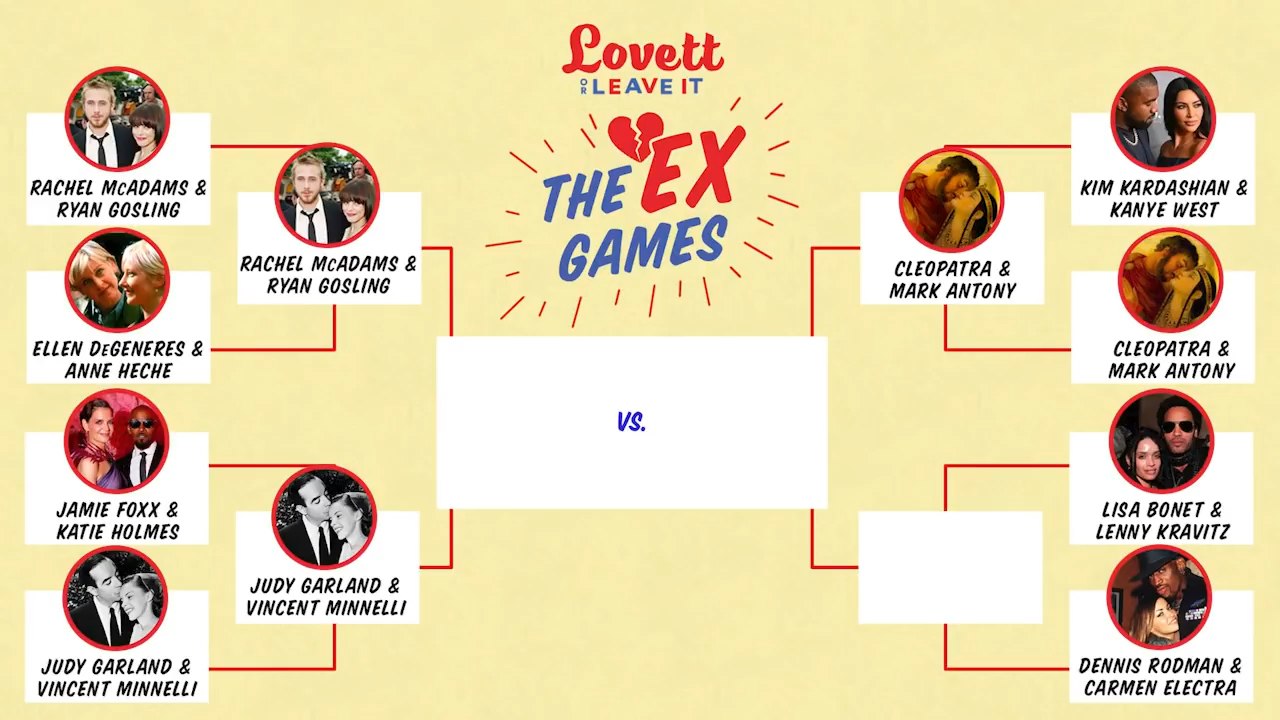 Lovett
OR LEAVE IT
THE EX
GAMES
RACHEL McADAMS &
RYAN GOSLING
ELLEN DeGENERES &
ANNE HECHE
JAMIE FOXX &
KATIE HOLMES
JUDY GARLAND &
VINCENT MINNELLI
RACHEL McADAMS &
RYAN GOSLING
JUDY GARLAND &
VINCENT MINNELLI
VS.
CLEOPATRA &
MARK ANTONY
KIM KARDASHIAN &
KANYE WEST
CLEOPATRA &
MARK ANTONY
LISA BONET &
LENNY KRAVITZ
DENNIS RODMAN &
CARMEN ELECTRA